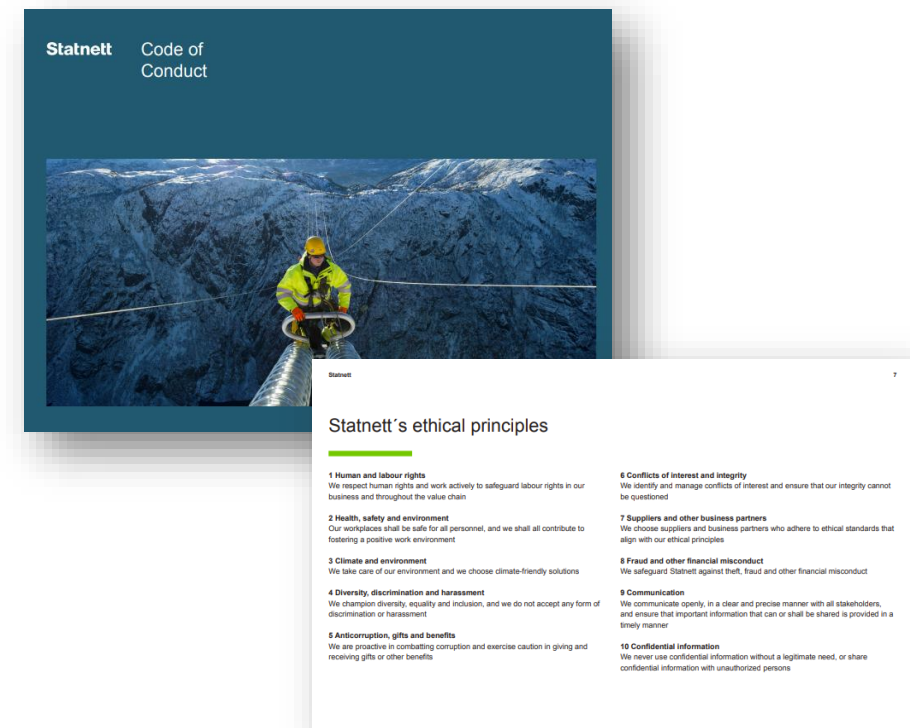 Statnett
Code of
Conduct
Statnett
7
Statnett´s ethical principles
1 Human and labour rights
We respect human rights and work actively to safeguard labour rights in our
business and throughout the value chain
2 Health, safety and environment
Our workplaces shall be safe for all personnel, and we shall all contribute to
fostering a positive work environment
3 Climate and environment
We take care of our environment and we choose climate-friendly solutions
4 Diversity, discrimination and harassment
We champion diversity, equality and inclusion, and we do not accept any form of
discrimination or harassment
5 Anticorruption, gifts and benefits
We are proactive in combatting corruption and exercise caution in giving and
receiving gifts or other benefits
6 Conflicts of interest and integrity
We identify and manage conflicts of interest and ensure that our integrity cannot
be questioned
7 Suppliers and other business partners
We choose suppliers and business partners who adhere to ethical standards that
align with our ethical principles
8 Fraud and other financial misconduct
We safeguard Statnett against theft, fraud and other financial misconduct
9 Communication
We communicate openly, in a clear and precise manner with all stakeholders,
and ensure that important information that can or shall be shared is provided in a
timely manner
10 Confidential information
We never use confidential information without a legitimate need, or share
confidential information with unauthorized persons